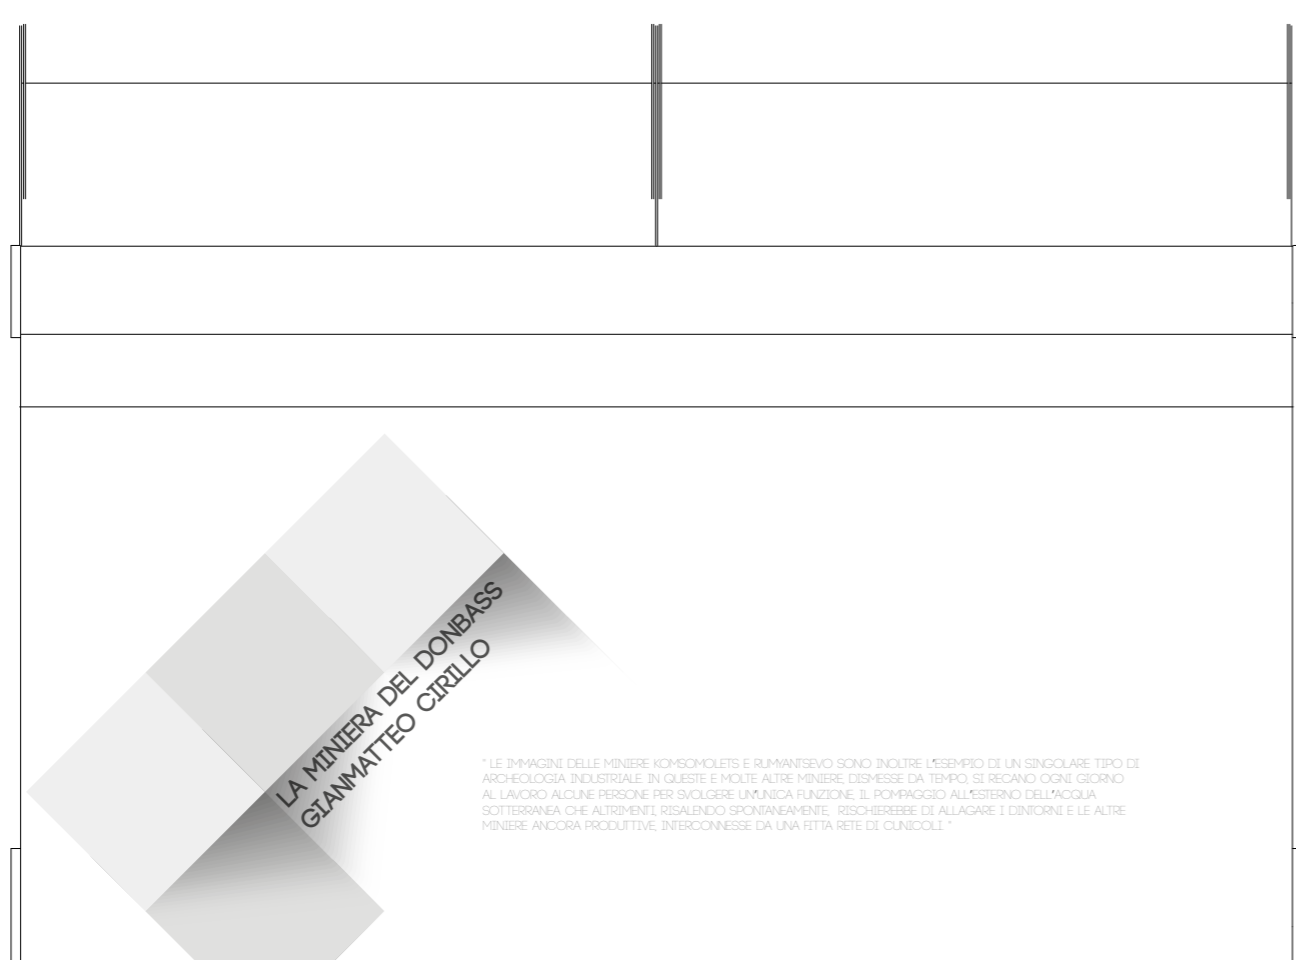 LA MINIERA DEL DONBASS
GIANMATTEO CIRILLO
" LE IMMAGINI DELLE MINIERE KOMSOMOLETS E RUMYANTSEVO SONO INOLTRE L'ESEMPIO DI UN SINGOLARE TIPO DI
ARCHEOLOGIA INDUSTRIALE. IN QUESTE E MOLTE ALTRE MINIERE, DISMESSE DA TEMPO, SI RECANO OGNI GIORNO
AL LAVORO ALCUNE PERSONE PER SVOLGERE UN'UNICA FUNZIONE, IL POMPAGGIO ALL'ESTERNO DELL'ACQUA
SOTTERRANEA CHE ALTRIMENTI, RISALENDO SPONTANEAMENTE, RISCHIEREBBE DI ALLAGARE I DINTORNI E LE ALTRE
MINIERE ANCORA PRODUTTIVE, INTERCONNESSE DA UNA FITTA RETE DI CUNICOLI. "